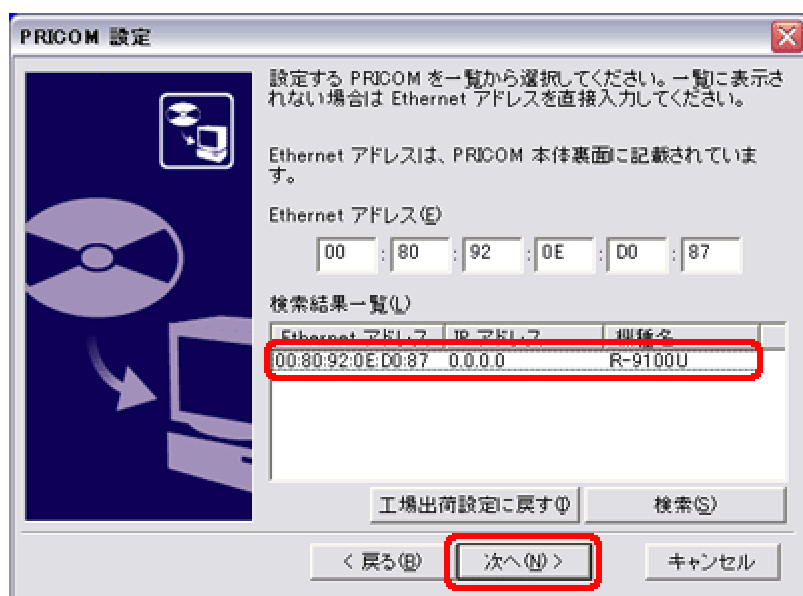 PRICOM 設定
設定する PRICOM を一覧から選択してください。一覧に表示さ
れない場合は Ethernet アドレスを直接入力してください。
Ethernet アドレスは、PRICOM 本体裏面に記載されていま
す。
Ethernet アドレス(E)
00 : 80 : 92 : 0E : D0 : 87
検索結果一覧(L)
Ethernet アドレス IP アドレス 機種名
00:80:92:0E:D0:87 0.0.0.0 R-9100U
工場出荷設定に戻す(I) 検索(S)
< 戻る(B) 次へ(N) > キャンセル